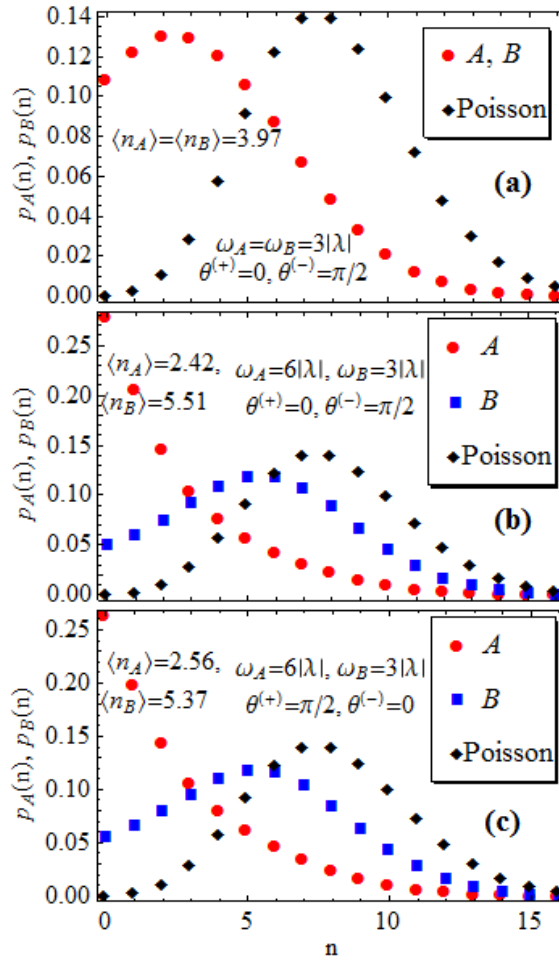 0.14
0.12
0.10
0.08
0.06
0.04
0.02
0.00
p_A(n), p_B(n)
A, B
Poisson
⟨n_A⟩=⟨n_B⟩=3.97
(a)
ω_A=ω_B=3|λ|
θ^(+)=0, θ^(-)=π/2
0.25
0.20
0.15
0.10
0.05
0.00
p_A(n), p_B(n)
⟨n_A⟩=2.42, ω_A=6|λ|, ω_B=3|λ|
⟨n_B⟩=5.51 θ^(+)=0, θ^(-)=π/2
A
B
Poisson
(b)
0.25
0.20
0.15
0.10
0.05
0.00
p_A(n), p_B(n)
⟨n_A⟩=2.56, ω_A=6|λ|, ω_B=3|λ|
⟨n_B⟩=5.37 θ^(+)=π/2, θ^(-)=0
A
B
Poisson
(c)
0 5 10 15
n